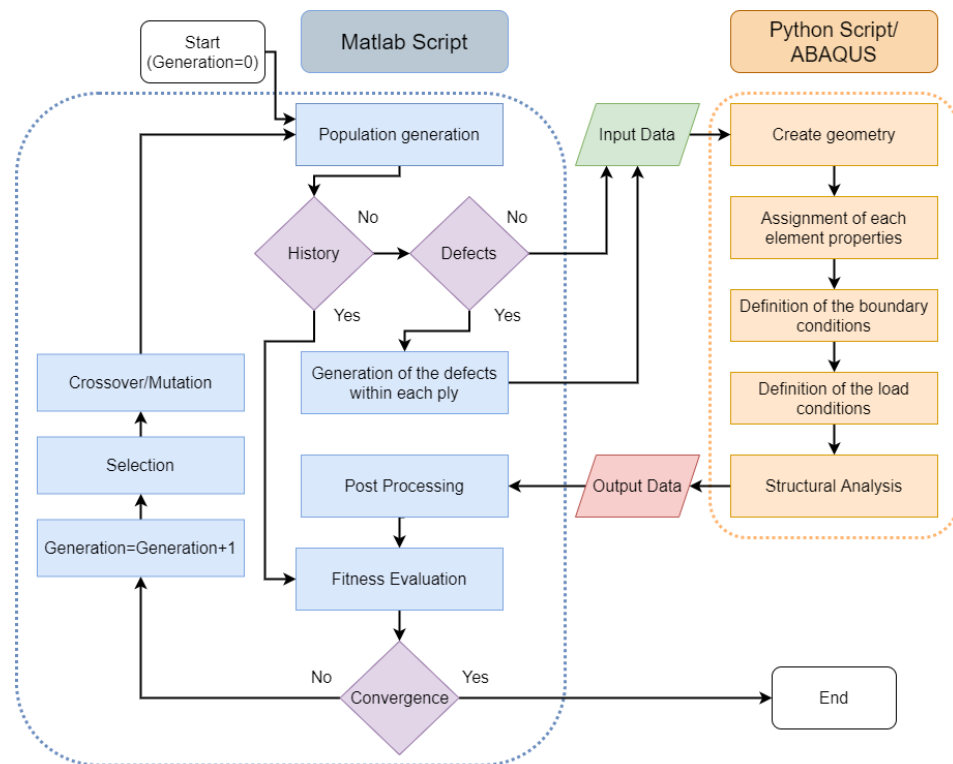 Start
(Generation=0)
Matlab Script
Python Script/
ABAQUS
Population generation
Input Data
Create geometry
No
No
History
Defects
Assignment of each
element properties
Yes
Yes
Definition of the boundary
conditions
Crossover/Mutation
Generation of the defects
within each ply
Definition of the load
conditions
Selection
Post Processing
Output Data
Structural Analysis
Generation=Generation+1
Fitness Evaluation
No
Yes
Convergence
End